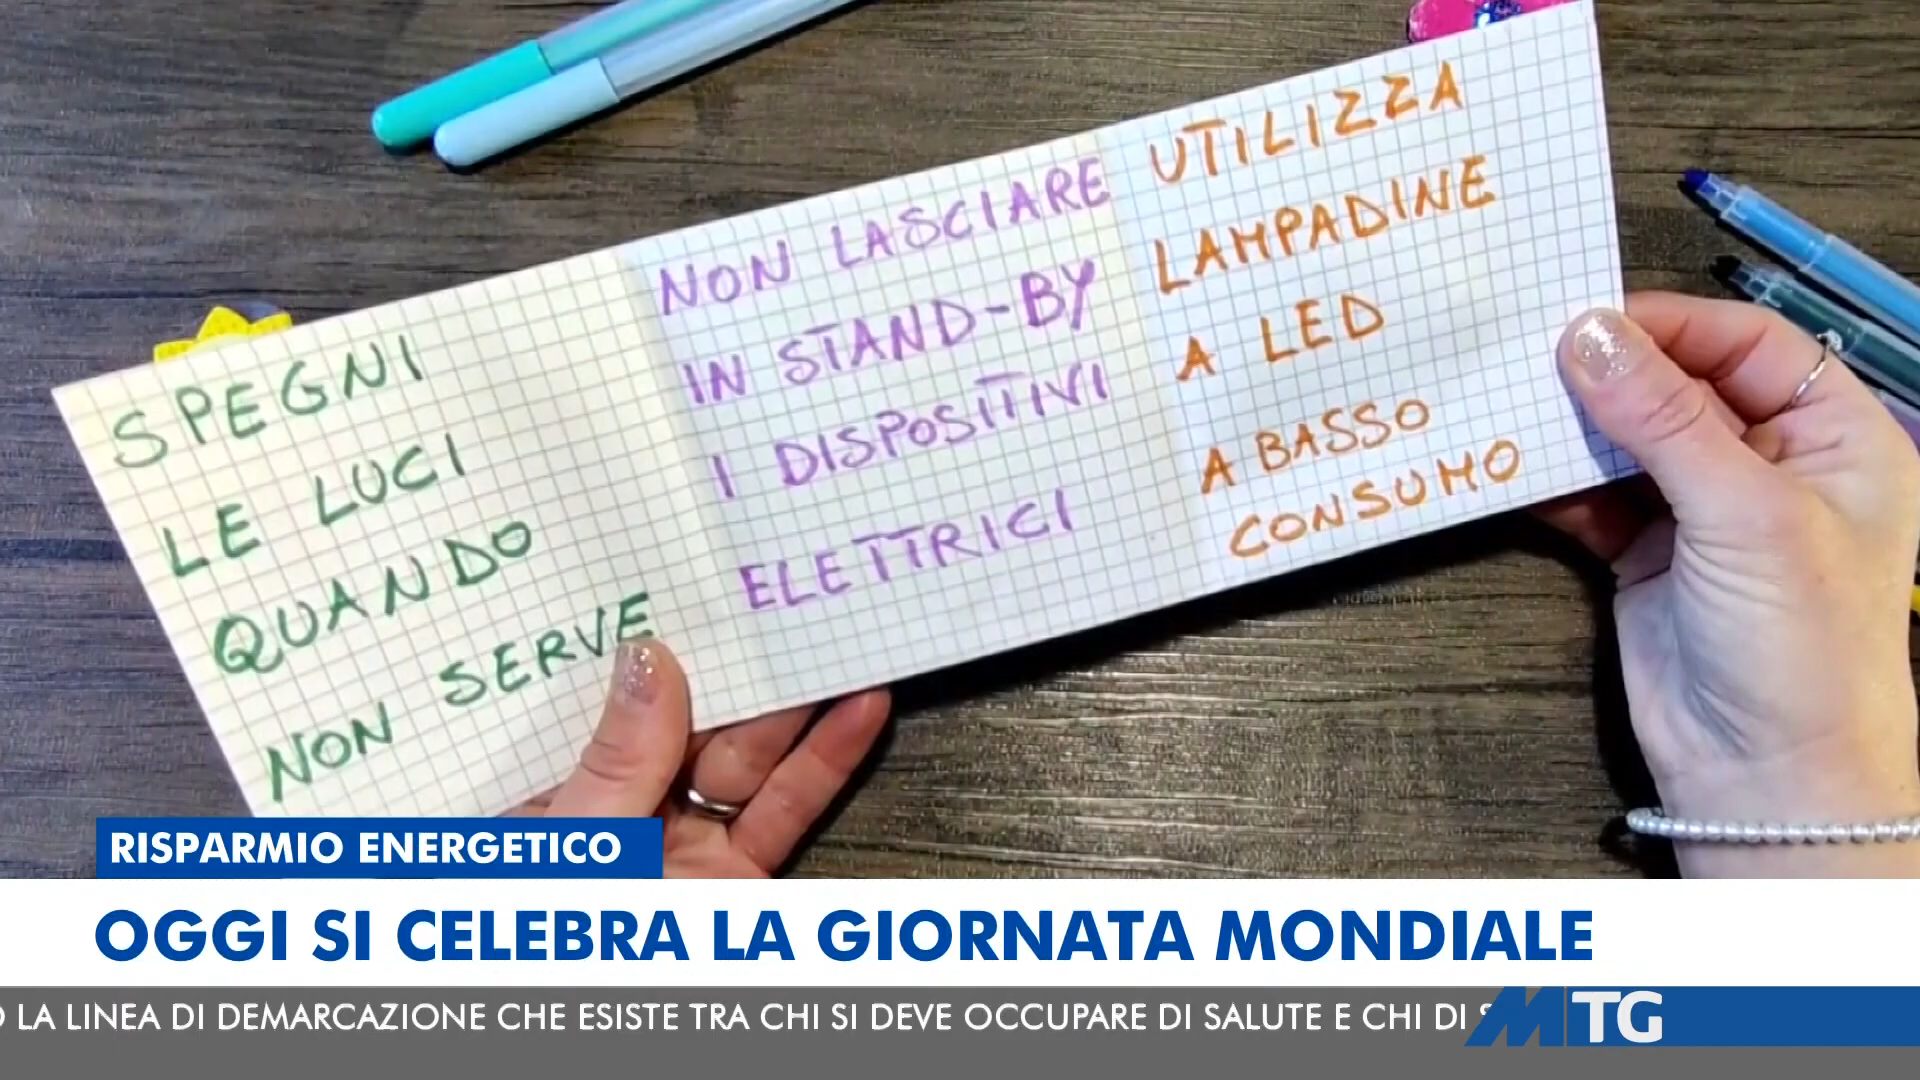 SPEGNI
LE LUCI
QUANDO
NON SERVE
NON LASCIARE
IN STAND-BY
I DISPOSITIVI
ELETTRICI
UTILIZZA
LAMPADINE
A LED
A BASSO
CONSUMO
RISPARMIO ENERGETICO
OGGI SI CELEBRA LA GIORNATA MONDIALE
LA LINEA DI DEMARCAZIONE CHE ESISTE TRA CHI SI DEVE OCCUPARE DI SALUTE E CHI DI
MTG